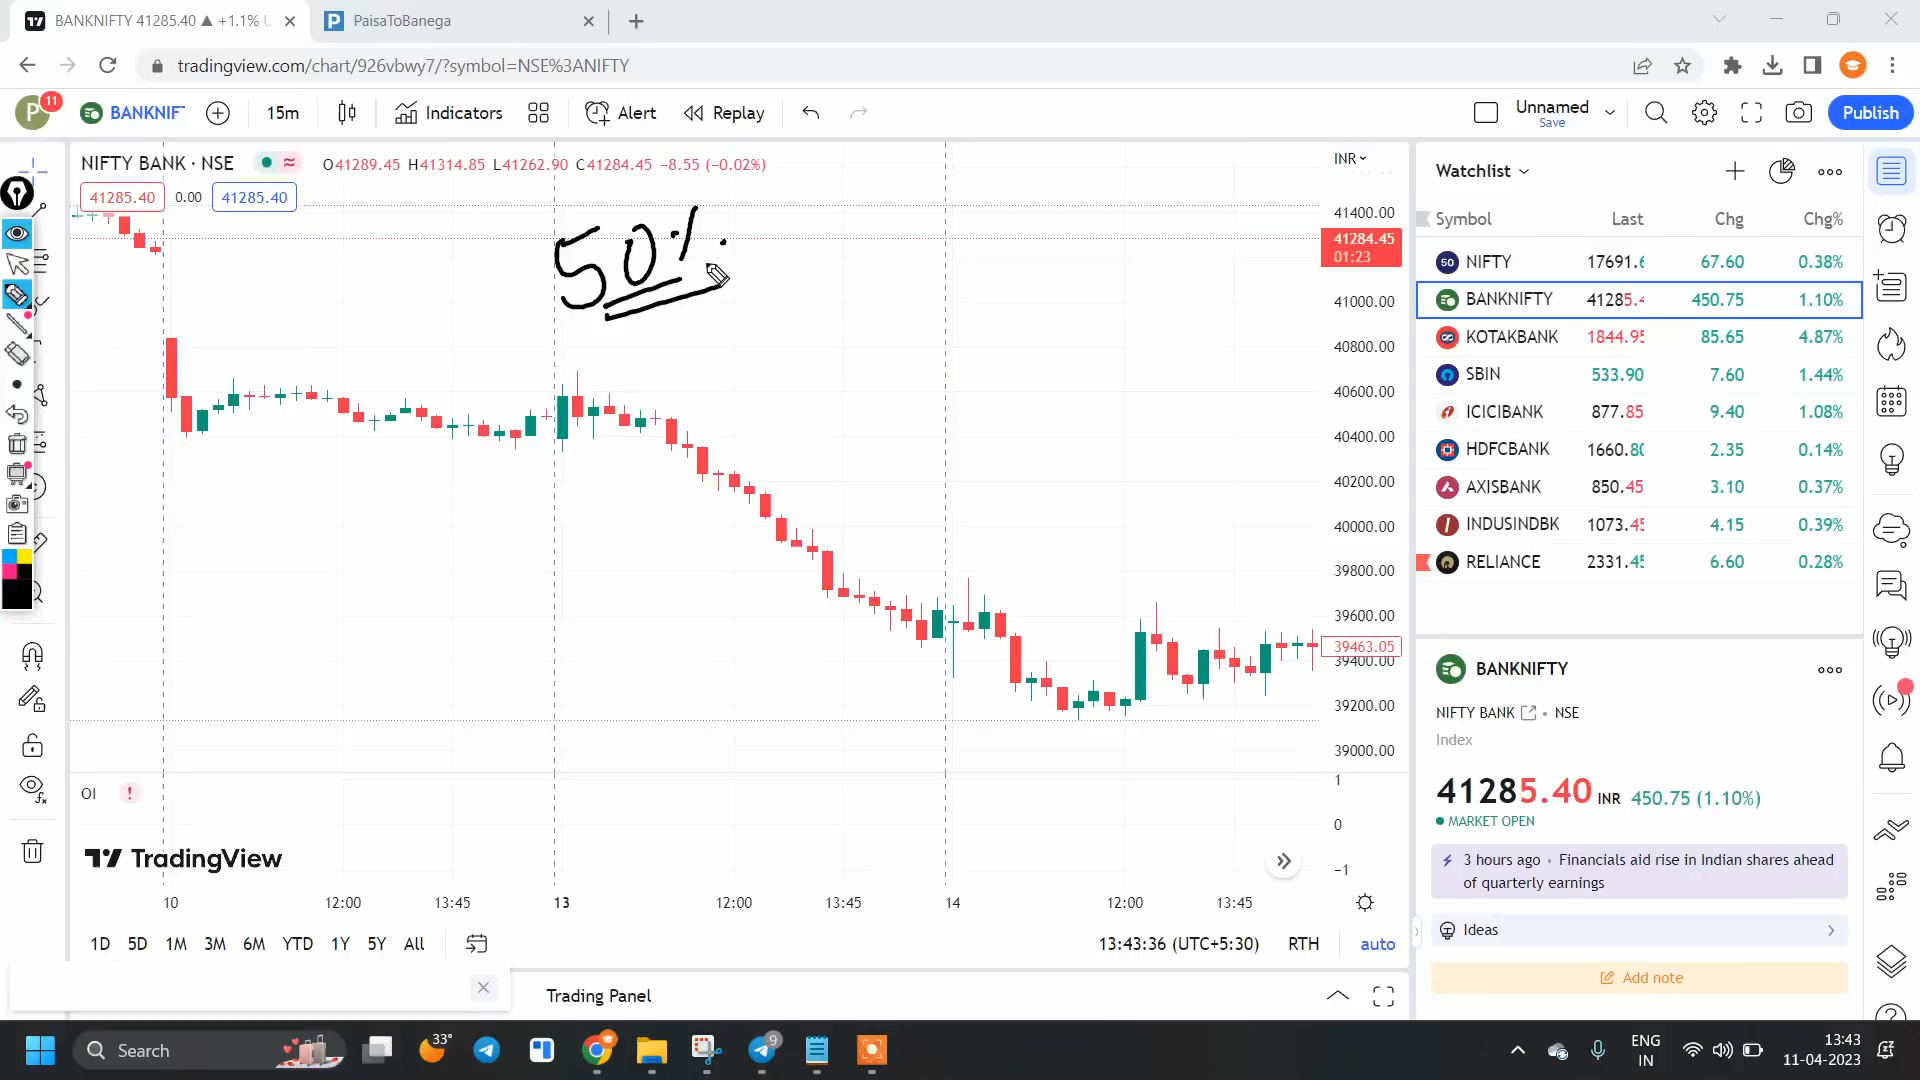 BANKNIFTY 41285.40 ▲ +1.1% U
PaisaToBanega
tradingview.com/chart/926vbwy7/?symbol=NSE%3ANIFTY
P 11 BANKNIF 15m Indicators Alert Replay Unnamed Save Publish
NIFTY BANK · NSE O41289.45 H41314.85 L41262.90 C41284.45 -8.55 (-0.02%) INR
41285.40 0.00 41285.40
50%
41400.00
41284.45
01:23
41000.00
40800.00
40600.00
40400.00
40200.00
40000.00
39800.00
39600.00
39463.05
39400.00
39200.00
39000.00
OI ! 1
0
−1
TradingView
10 12:00 13:45 13 12:00 13:45 14 12:00 13:45
1D 5D 1M 3M 6M YTD 1Y 5Y All 13:43:36 (UTC+5:30) RTH auto
Trading Panel
Watchlist
Symbol Last Chg Chg%
50 NIFTY 17691.6 67.60 0.38%
BANKNIFTY 41285.4 450.75 1.10%
KOTAKBANK 1844.95 85.65 4.87%
SBIN 533.90 7.60 1.44%
ICICIBANK 877.85 9.40 1.08%
HDFCBANK 1660.80 2.35 0.14%
AXISBANK 850.45 3.10 0.37%
INDUSINDBK 1073.45 4.15 0.39%
RELIANCE 2331.45 6.60 0.28%
BANKNIFTY
NIFTY BANK • NSE
Index
41285.40 INR 450.75 (1.10%)
MARKET OPEN
3 hours ago • Financials aid rise in Indian shares ahead
of quarterly earnings
Ideas
Add note
Search 33° 9 ENG IN 13:43
11-04-2023